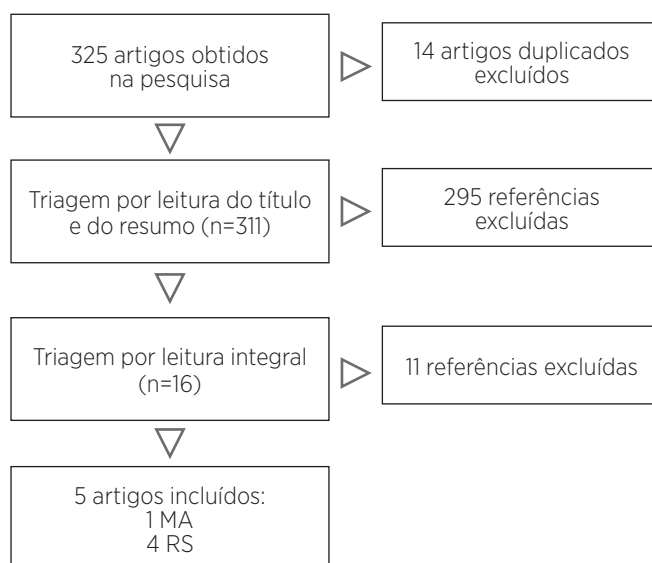 325 artigos obtidos
na pesquisa
14 artigos duplicados
excluídos
Triagem por leitura do título
e do resumo (n=311)
295 referências
excluídas
Triagem por leitura integral
(n=16)
11 referências excluídas
5 artigos incluídos:
1 MA
4 RS